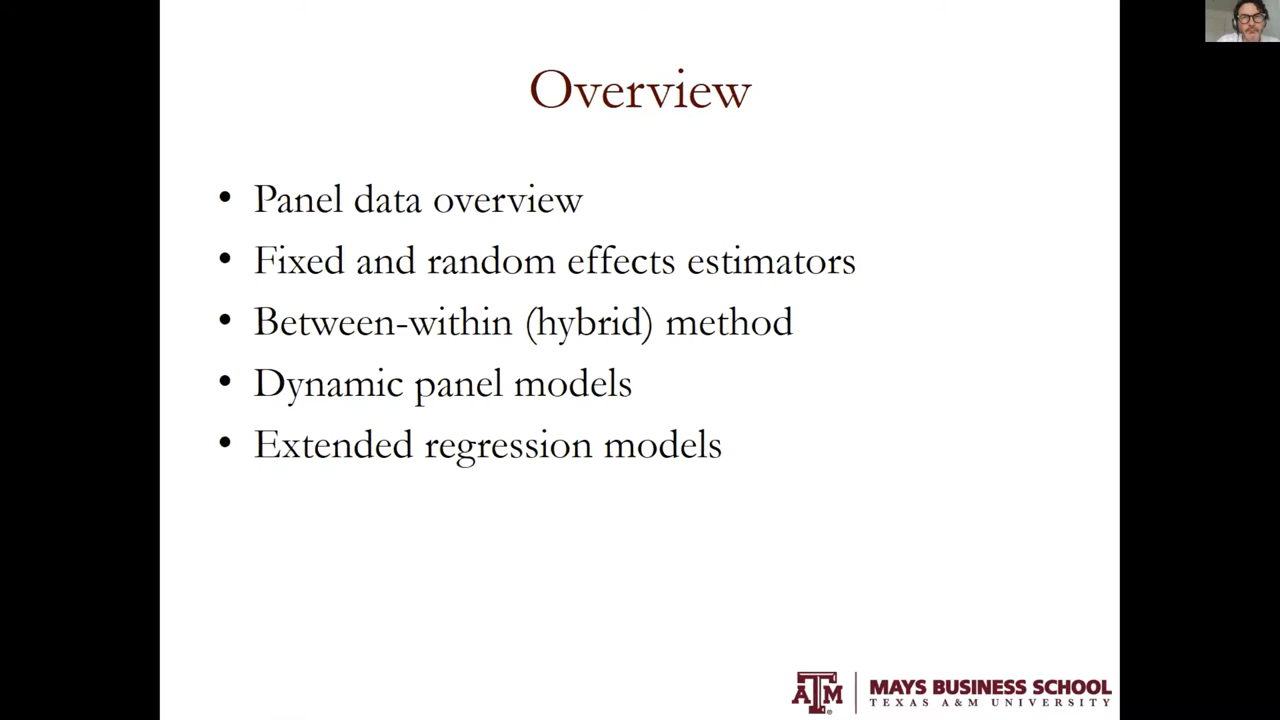 Overview
• Panel data overview
• Fixed and random effects estimators
• Between-within (hybrid) method
• Dynamic panel models
• Extended regression models
ATM
MAYS BUSINESS SCHOOL
TEXAS A&M UNIVERSITY